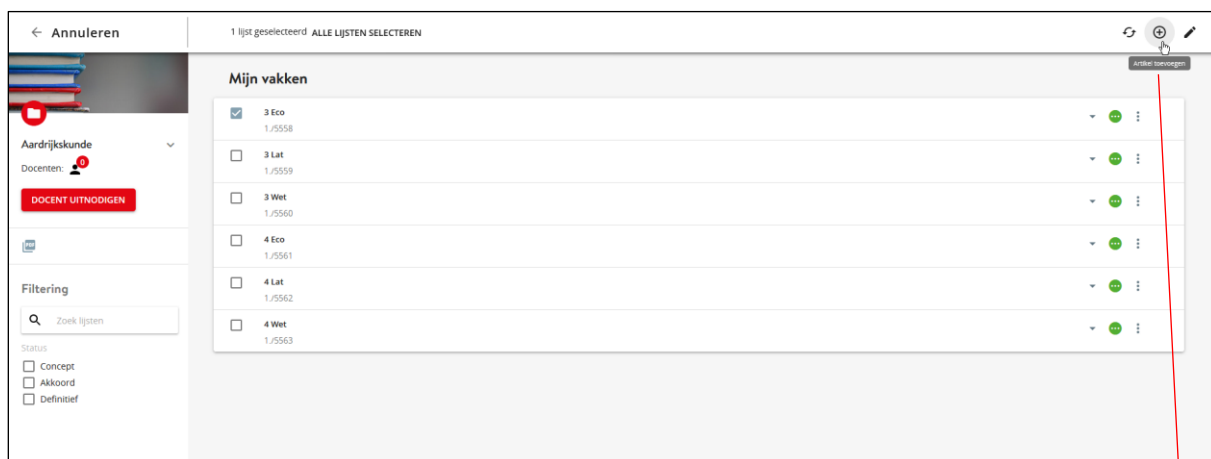 Annuleren
1 lijst geselecteerd ALLE LIJSTEN SELECTEREN
Artikel toevoegen
Aardrijkskunde
Docenten: 0
DOCENT UITNODIGEN
PDF
Filtering
Zoek lijsten
Status
Concept
Akkoord
Definitief
Mijn vakken
3 Eco
1./5558
3 Lat
1./5559
3 Wet
1./5560
4 Eco
1./5561
4 Lat
1./5562
4 Wet
1./5563